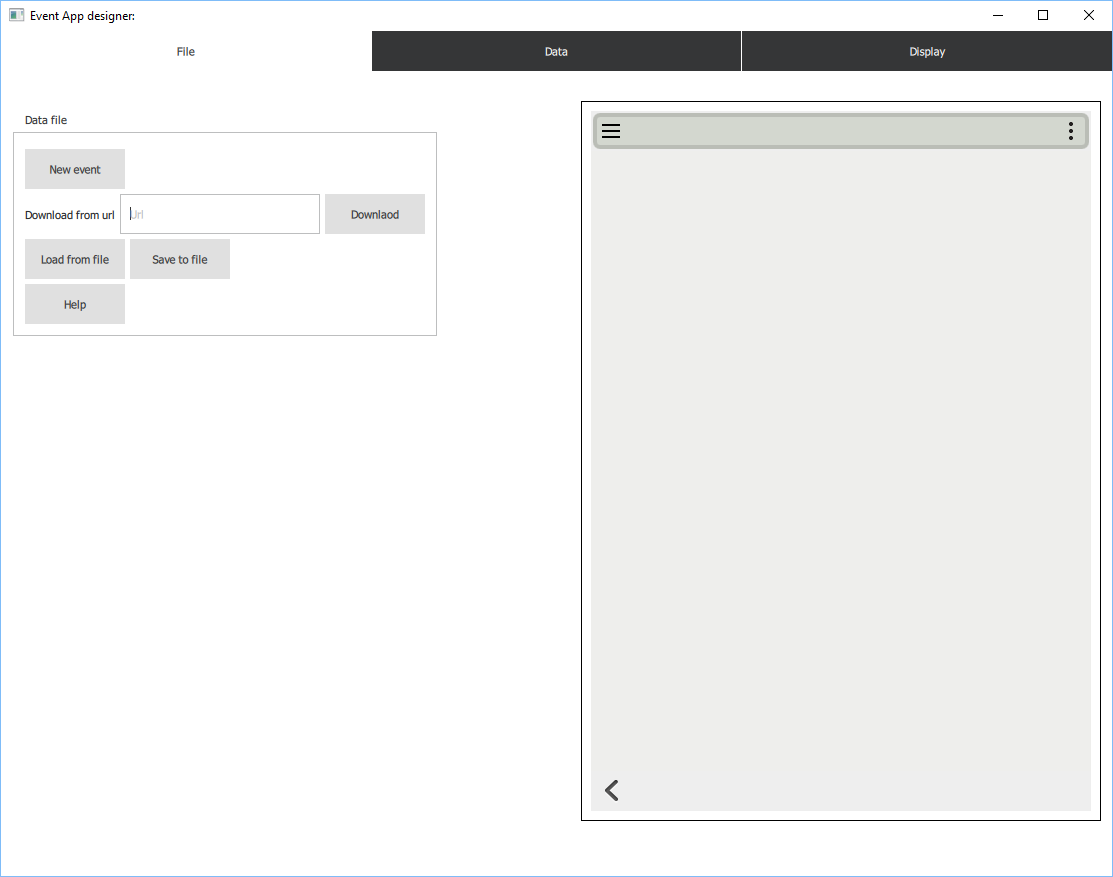 Event App designer:
File Data Display
Data file
New event
Download from url Url Downlaod
Load from file Save to file
Help